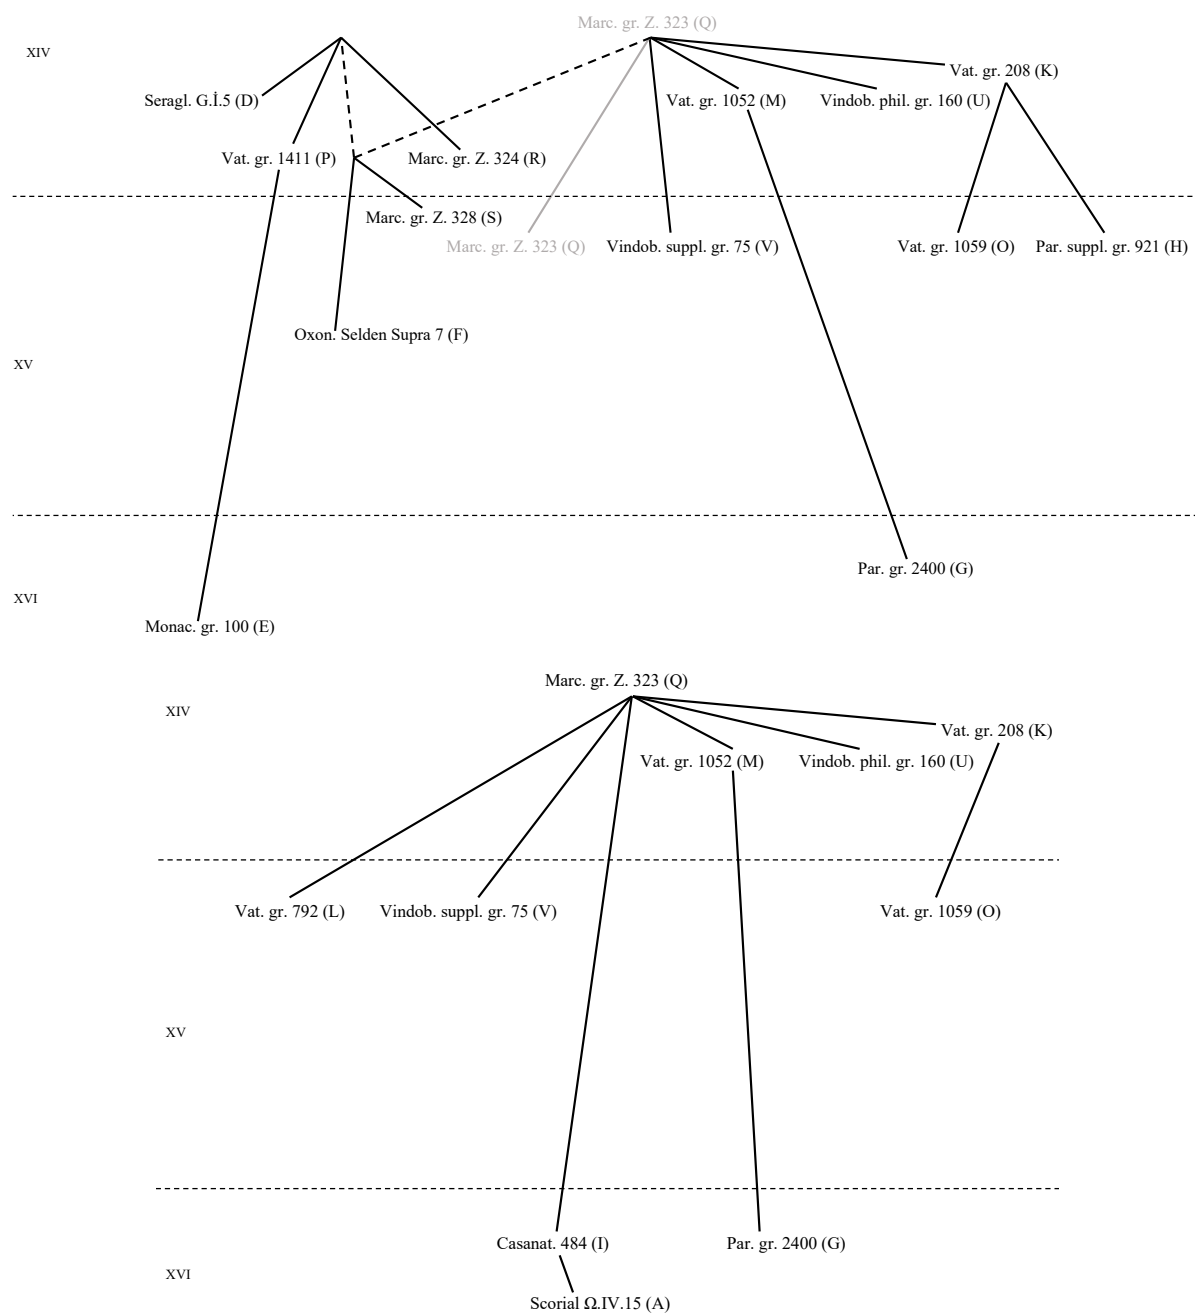 Marc. gr. Z. 323 (Q)
XIV
Vat. gr. 208 (K)
Seragl. G.İ.5 (D)
Vat. gr. 1052 (M)
Vindob. phil. gr. 160 (U)
Vat. gr. 1411 (P)
Marc. gr. Z. 324 (R)
Marc. gr. Z. 328 (S)
Marc. gr. Z. 323 (Q)
Vindob. suppl. gr. 75 (V)
Vat. gr. 1059 (O)
Par. suppl. gr. 921 (H)
Oxon. Selden Supra 7 (F)
XV
Par. gr. 2400 (G)
XVI
Monac. gr. 100 (E)
Marc. gr. Z. 323 (Q)
XIV
Vat. gr. 208 (K)
Vat. gr. 1052 (M)
Vindob. phil. gr. 160 (U)
Vat. gr. 792 (L)
Vindob. suppl. gr. 75 (V)
Vat. gr. 1059 (O)
XV
Casanat. 484 (I)
Par. gr. 2400 (G)
XVI
Scorial Ω.IV.15 (A)